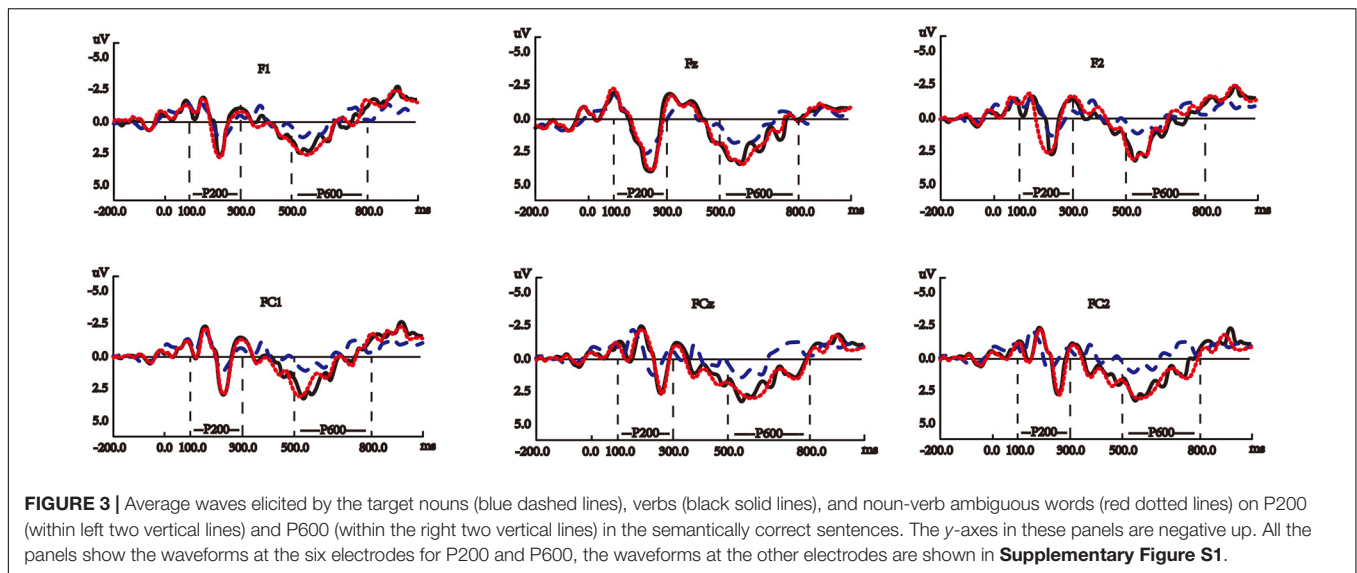 uV
-5.0
F1
-2.5
0.0
2.5
5.0
P200
P600
-200.0 0.0 100.0 300.0 500.0 800.0 ms
uV
-5.0
Fz
-2.5
0.0
2.5
5.0
P200
P600
-200.0 0.0 100.0 300.0 500.0 800.0 ms
uV
-5.0
F2
-2.5
0.0
2.5
5.0
P200
P600
-200.0 0.0 100.0 300.0 500.0 800.0 ms
uV
-5.0
FC1
-2.5
0.0
2.5
5.0
P200
P600
-200.0 0.0 100.0 300.0 500.0 800.0 ms
uV
-5.0
FCz
-2.5
0.0
2.5
5.0
P200
P600
-200.0 0.0 100.0 300.0 500.0 800.0 ms
uV
-5.0
FC2
-2.5
0.0
2.5
5.0
P200
P600
-200.0 0.0 100.0 300.0 500.0 800.0 ms
FIGURE 3 | Average waves elicited by the target nouns (blue dashed lines), verbs (black solid lines), and noun-verb ambiguous words (red dotted lines) on P200
(within left two vertical lines) and P600 (within the right two vertical lines) in the semantically correct sentences. The y-axes in these panels are negative up. All the
panels show the waveforms at the six electrodes for P200 and P600, the waveforms at the other electrodes are shown in Supplementary Figure S1.